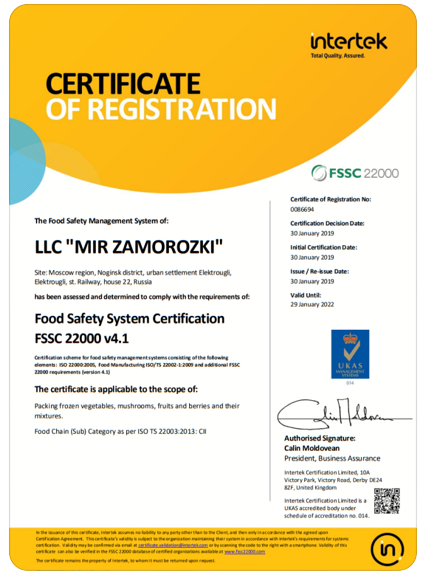 intertek
Total Quality. Assured.
CERTIFICATE
OF REGISTRATION
FSSC 22000
The Food Safety Management System of:
LLC "MIR ZAMOROZKI"
Site: Moscow region, Noginsk district, urban settlement Elektrougli,
Elektrougli, st. Railway, house 22, Russia
has been assessed and determined to comply with the requirements of:
Food Safety System Certification
FSSC 22000 v4.1
Certification scheme for food safety management systems consisting of the following
elements: ISO 22000:2005, Food Manufacturing ISO/TS 22002-1:2009 and additional FSSC
22000 requirements (version 4.1)
The certificate is applicable to the scope of:
Packing frozen vegetables, mushrooms, fruits and berries and their
mixtures.
Food Chain (Sub) Category as per ISO TS 22003:2013: CII
Certificate of Registration No:
0086694
Certification Decision Date:
30 January 2019
Initial Certification Date:
30 January 2019
Issue / Re-issue Date:
30 January 2019
Valid Until:
29 January 2022
UKAS
MANAGEMENT
SYSTEMS
014
Calin Moldovean
Authorised Signature:
Calin Moldovean
President, Business Assurance
Intertek Certification Limited, 10A
Victory Park, Victory Road, Derby DE24
8ZF, United Kingdom
Intertek Certification Limited is a
UKAS accredited body under
schedule of accreditation no. 014.
In the issuance of this certificate, Intertek assumes no liability to any party other than to the Client, and then only in accordance with the agreed upon
Certification Agreement. This certificate's validity is subject to the organisation maintaining their system in accordance with Intertek's requirements for systems
certification. Validity may be confirmed via email at certificate.validation@intertek.com or by scanning the code to the right with a smartphone. Validity of this
certificate can also be verified in the FSSC 22000 database of certified organisations available at www.fssc22000.com
The certificate remains the property of Intertek, to whom it must be returned upon request.
in